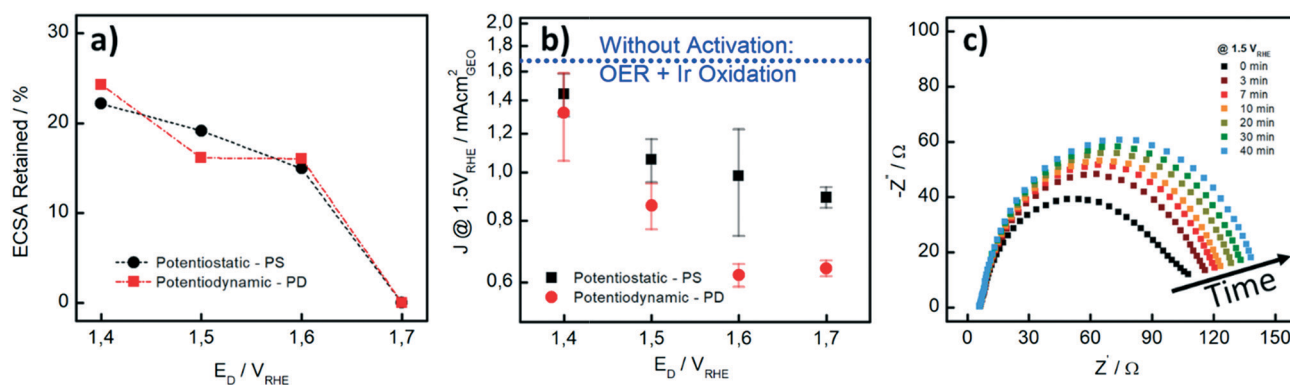 a)
30
20
10
0
ECSA Retained / %
1,4
1,5
1,6
1,7
E_D / V_RHE
Potentiostatic - PS
Potentiodynamic - PD
b)
2,0
1,6
1,4
1,2
1,0
0,8
0,6
J @ 1.5V_RHE / mAcm²_GEO
Without Activation:
OER + Ir Oxidation
1,4
1,5
1,6
1,7
E_D / V_RHE
Potentiostatic - PS
Potentiodynamic - PD
c)
100
80
60
40
20
0
-Z" / Ω
0
30
60
90
120
150
Z' / Ω
@ 1.5 V_RHE
0 min
3 min
7 min
10 min
20 min
30 min
40 min
Time